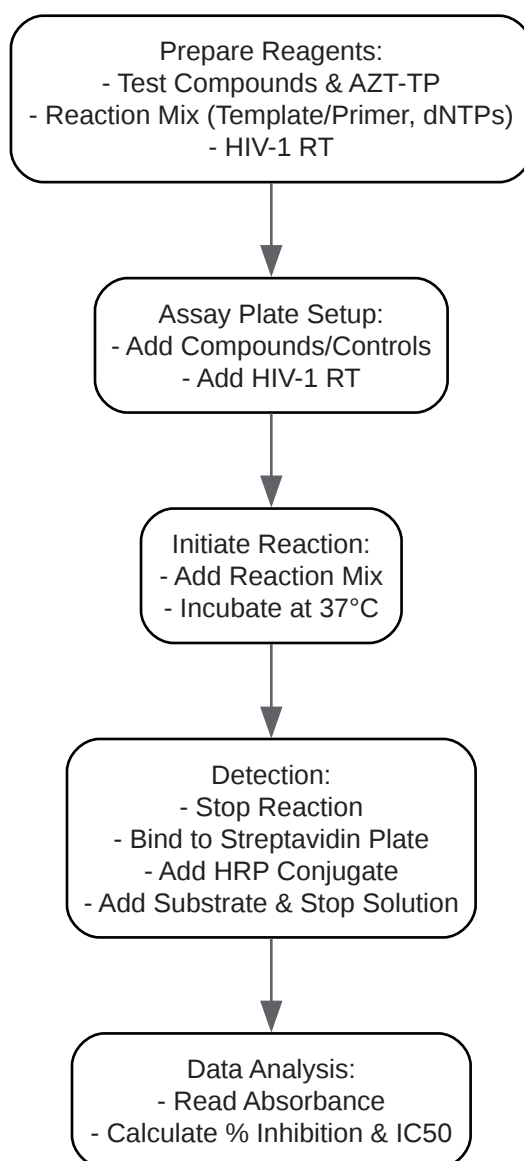 Prepare Reagents:
- Test Compounds & AZT-TP
- Reaction Mix (Template/Primer, dNTPs)
- HIV-1 RT
Assay Plate Setup:
- Add Compounds/Controls
- Add HIV-1 RT
Initiate Reaction:
- Add Reaction Mix
- Incubate at 37°C
Detection:
- Stop Reaction
- Bind to Streptavidin Plate
- Add HRP Conjugate
- Add Substrate & Stop Solution
Data Analysis:
- Read Absorbance
- Calculate % Inhibition & IC50